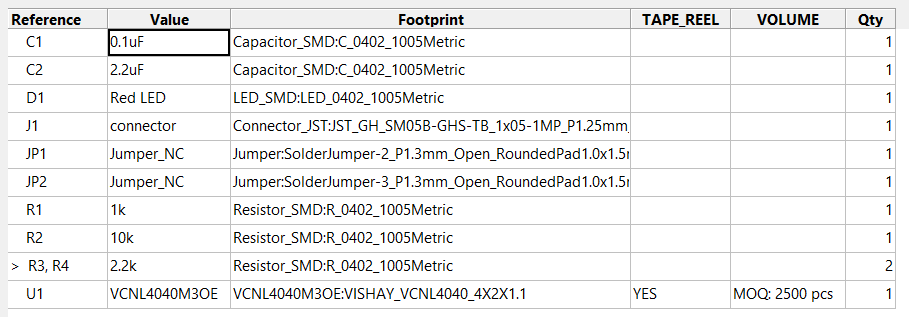 Reference Value Footprint TAPE_REEL VOLUME Qty
C1 0.1uF Capacitor_SMD:C_0402_1005Metric 1
C2 2.2uF Capacitor_SMD:C_0402_1005Metric 1
D1 Red LED LED_SMD:LED_0402_1005Metric 1
J1 connector Connector_JST:JST_GH_SM05B-GHS-TB_1x05-1MP_P1.25mm_ 1
JP1 Jumper_NC Jumper:SolderJumper-2_P1.3mm_Open_RoundedPad1.0x1.5m 1
JP2 Jumper_NC Jumper:SolderJumper-3_P1.3mm_Open_RoundedPad1.0x1.5m 1
R1 1k Resistor_SMD:R_0402_1005Metric 1
R2 10k Resistor_SMD:R_0402_1005Metric 1
> R3, R4 2.2k Resistor_SMD:R_0402_1005Metric 2
U1 VCNL4040M3OE VCNL4040M3OE:VISHAY_VCNL4040_4X2X1.1 YES MOQ: 2500 pcs 1